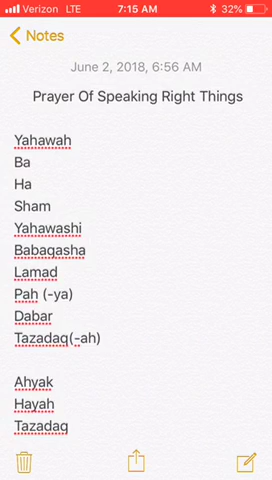 Verizon LTE 7:15 AM 32%
Notes
June 2, 2018, 6:56 AM
Prayer Of Speaking Right Things
Yahawah
Ba
Ha
Sham
Yahawashi
Babaqasha
Lamad
Pah (-ya)
Dabar
Tazadaq(-ah)
Ahyak
Hayah
Tazadaq